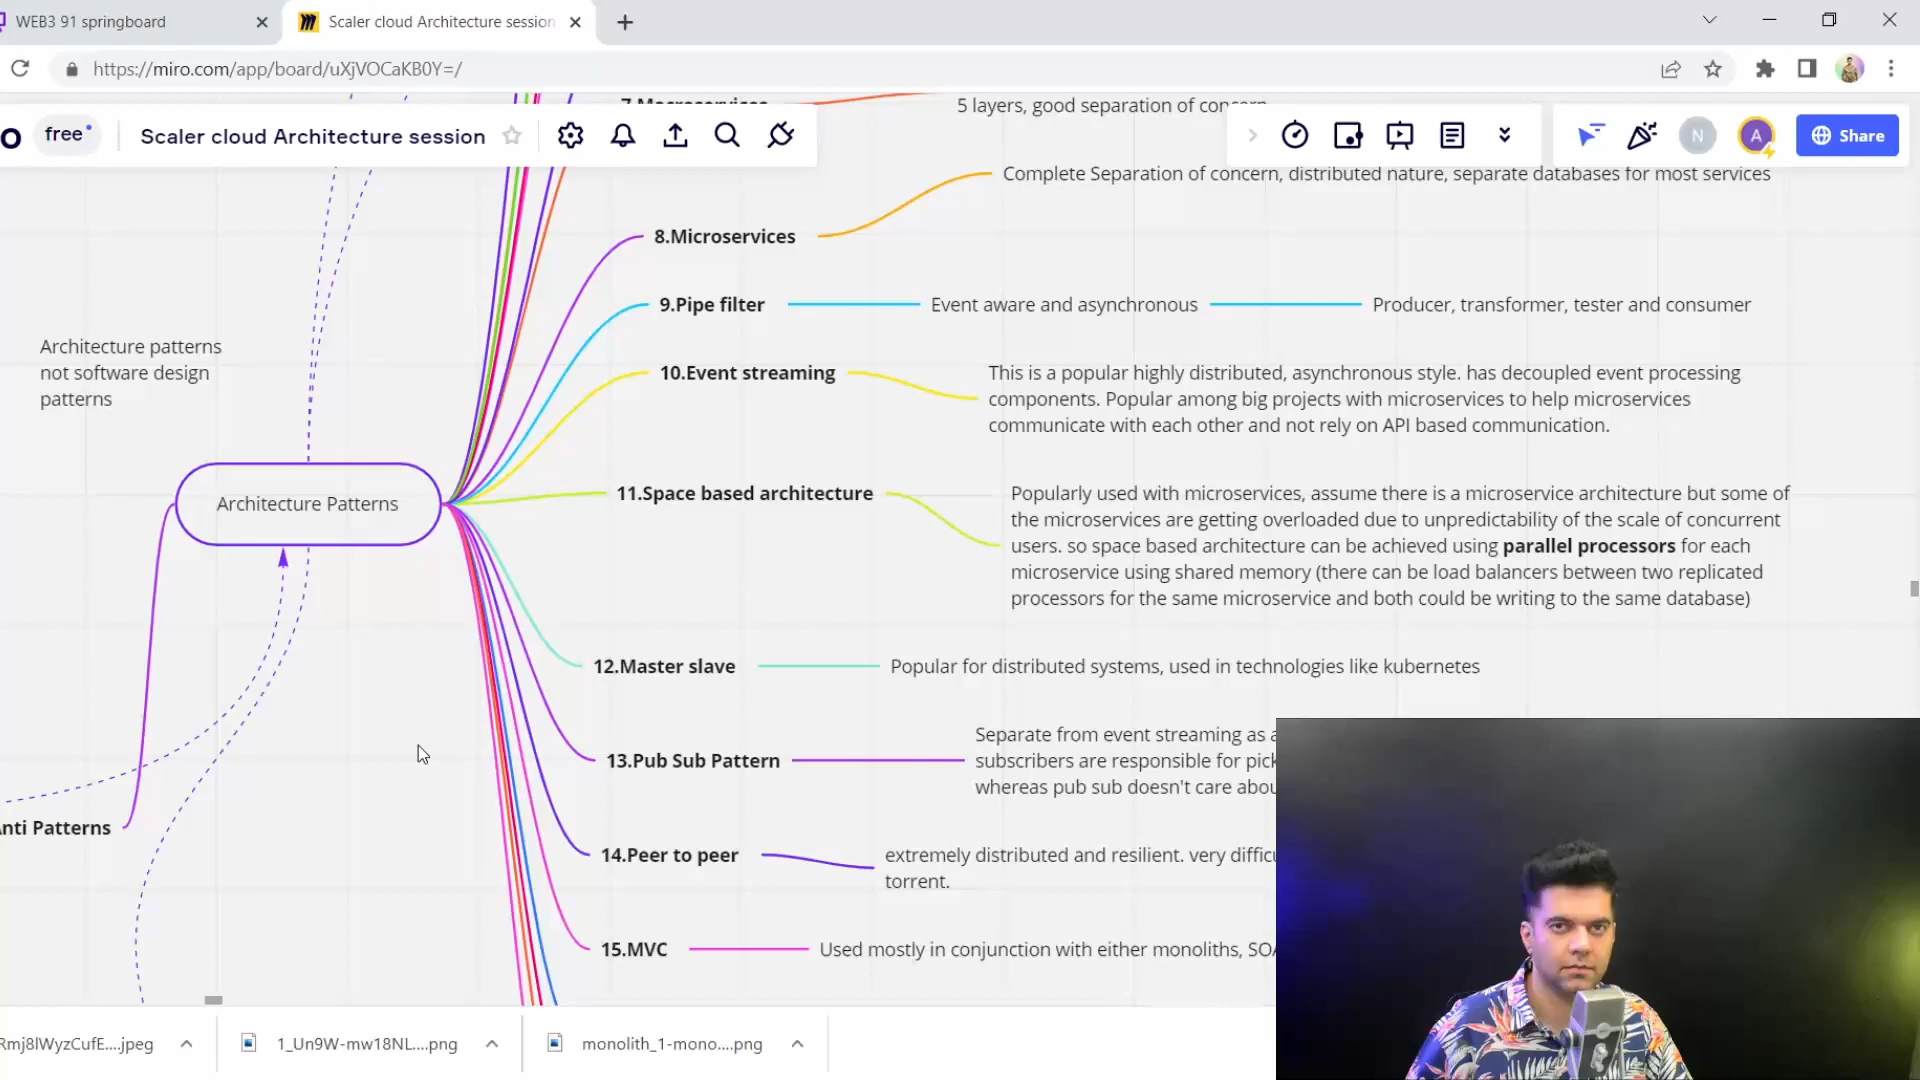 WEB3 91 springboard
Scaler cloud Architecture session
https://miro.com/app/board/uXjVOCaKB0Y=/
o free
Scaler cloud Architecture session
N
A
Share
7.Macroservices
5 layers, good separation of concern
Complete Separation of concern, distributed nature, separate databases for most services
8.Microservices
9.Pipe filter
Event aware and asynchronous
Producer, transformer, tester and consumer
Architecture patterns
not software design
patterns
10.Event streaming
This is a popular highly distributed, asynchronous style. has decoupled event processing
components. Popular among big projects with microservices to help microservices
communicate with each other and not rely on API based communication.
Architecture Patterns
11.Space based architecture
Popularly used with microservices, assume there is a microservice architecture but some of
the microservices are getting overloaded due to unpredictability of the scale of concurrent
users. so space based architecture can be achieved using parallel processors for each
microservice using shared memory (there can be load balancers between two replicated
processors for the same microservice and both could be writing to the same database)
12.Master slave
Popular for distributed systems, used in technologies like kubernetes
13.Pub Sub Pattern
Separate from event streaming as a
subscribers are responsible for pick
whereas pub sub doesn't care abou
nti Patterns
14.Peer to peer
extremely distributed and resilient. very difficu
torrent.
15.MVC
Used mostly in conjunction with either monoliths, SOA
Rmj8lWyzCufE....jpeg
1_Un9W-mw18NL....png
monolith_1-mono....png